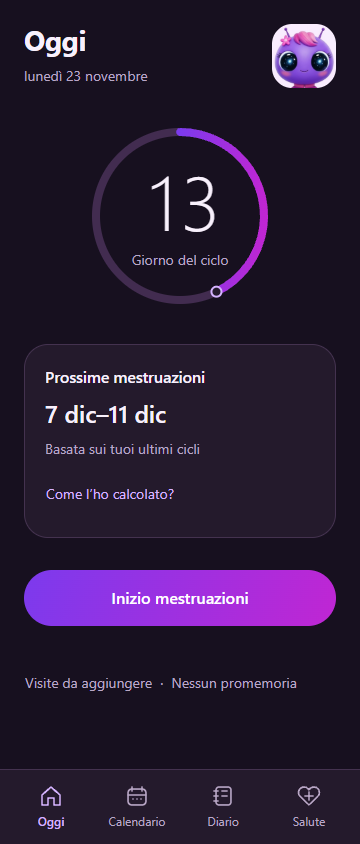 Oggi
lunedì 23 novembre
13
Giorno del ciclo
Prossime mestruazioni
7 dic–11 dic
Basata sui tuoi ultimi cicli
Come l’ho calcolato?
Inizio mestruazioni
Visite da aggiungere · Nessun promemoria
Oggi
Calendario
Diario
Salute